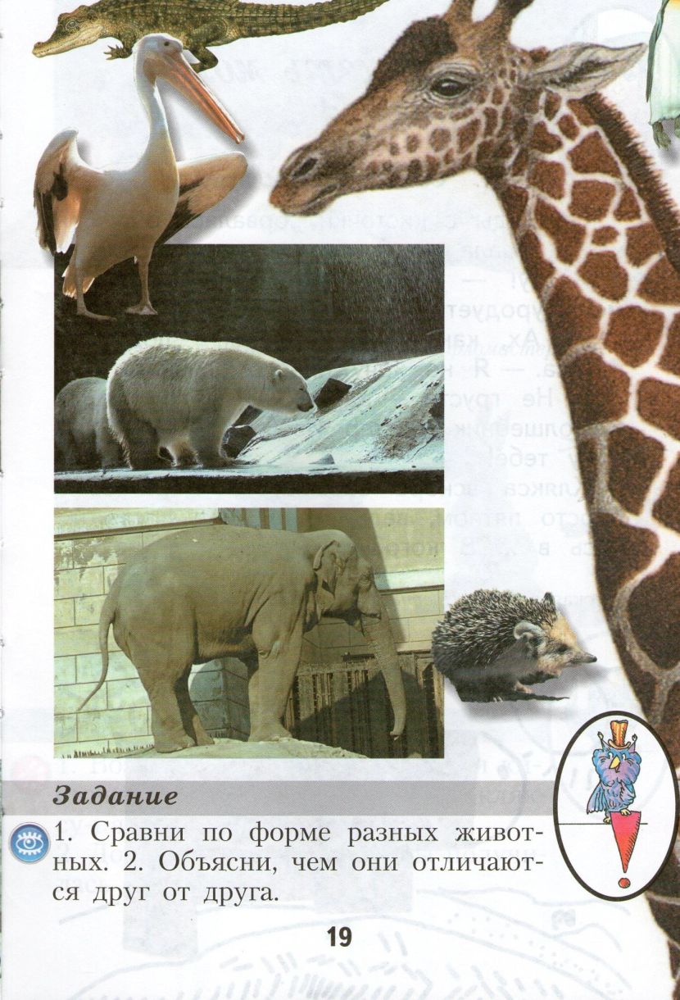 Задание
1. Сравни по форме разных живот-
ных. 2. Объясни, чем они отличают-
ся друг от друга.
19